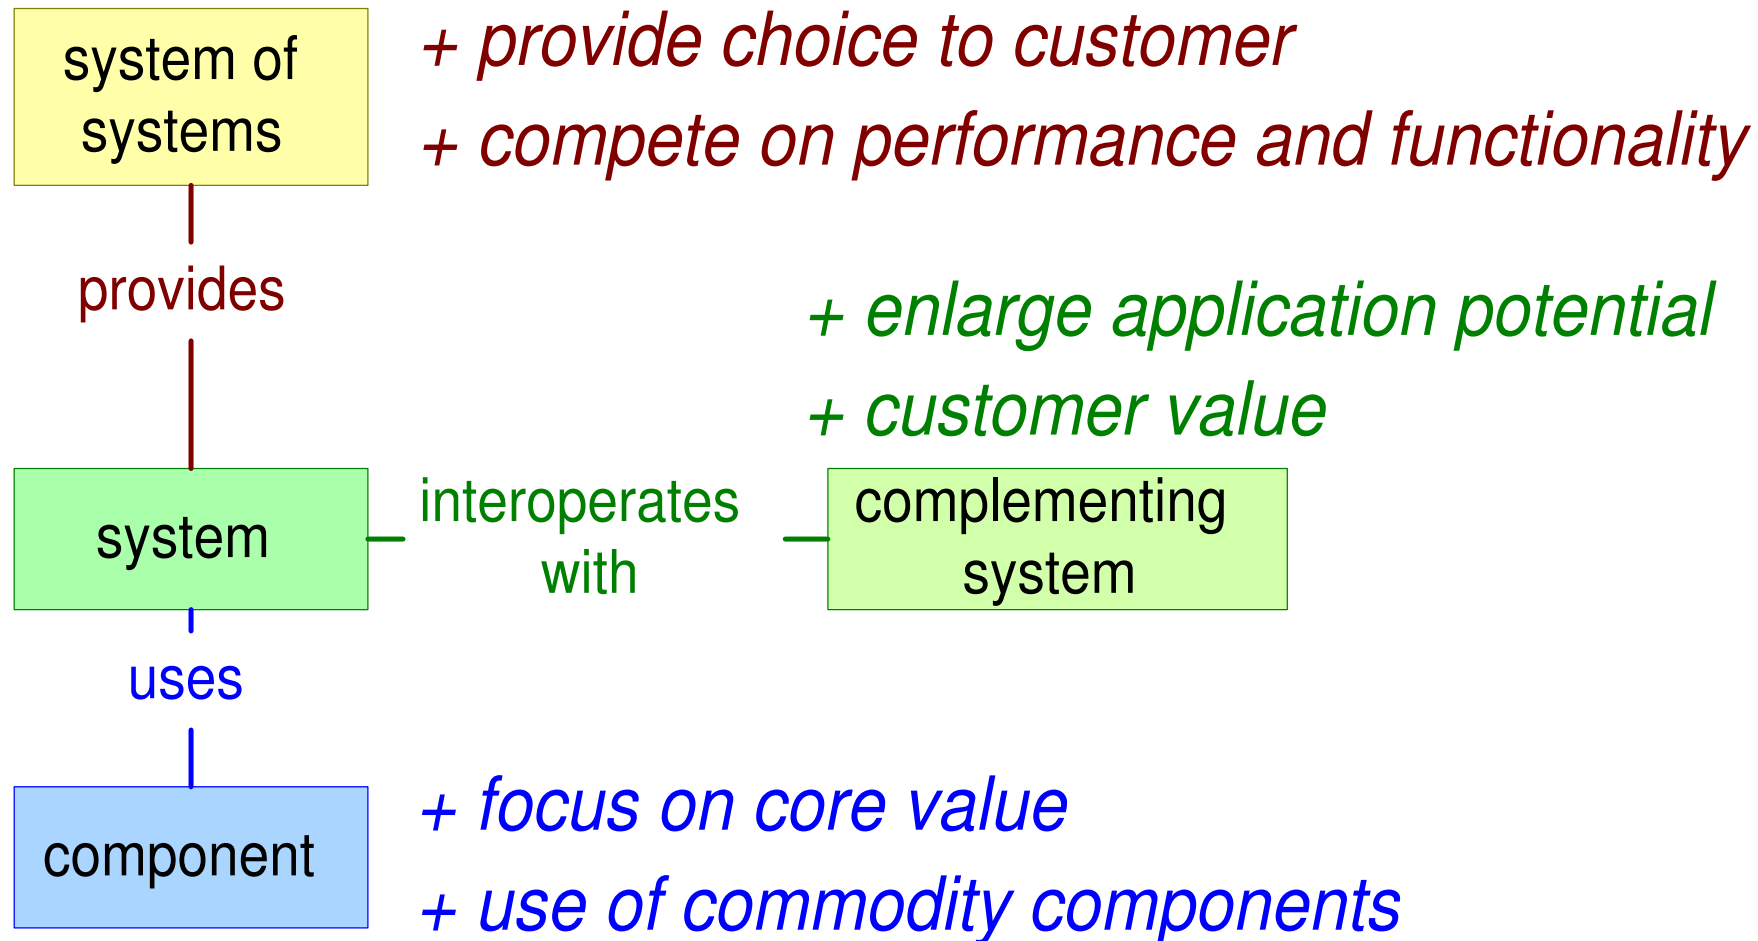 system of
systems
+ provide choice to customer
+ compete on performance and functionality
provides
+ enlarge application potential
+ customer value
system
interoperates
with
complementing
system
uses
component
+ focus on core value
+ use of commodity components